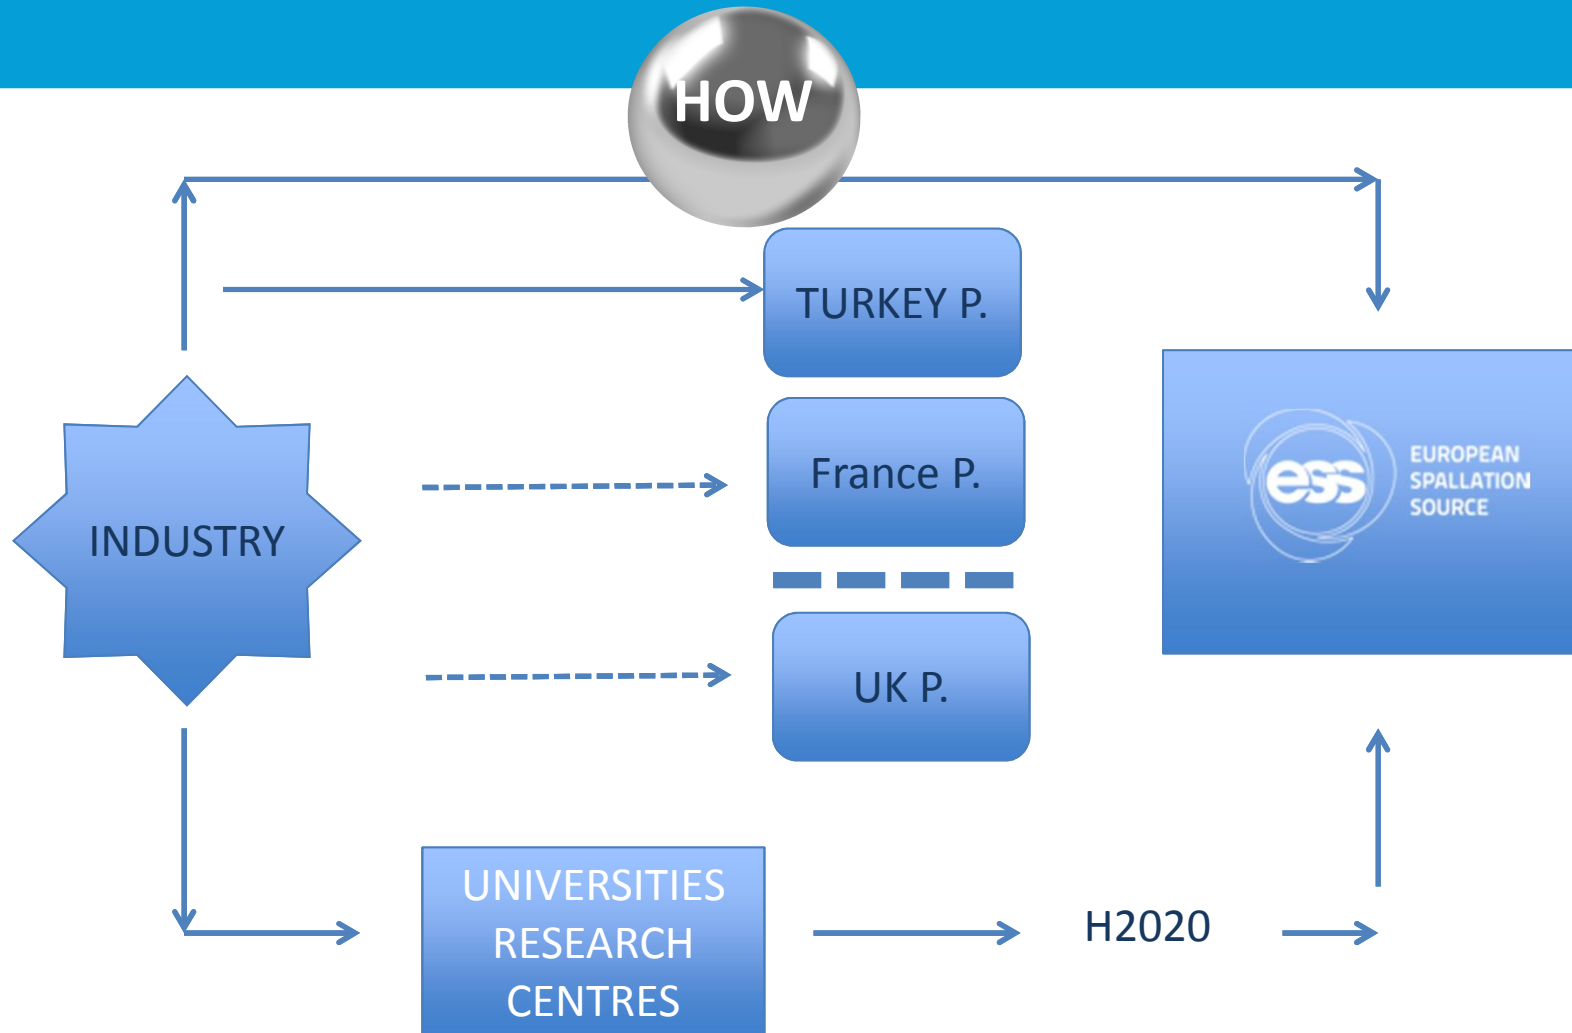 HOW
TURKEY P.
France P.
INDUSTRY
ess
EUROPEAN
SPALLATION
SOURCE
UK P.
UNIVERSITIES
RESEARCH
CENTRES
H2020